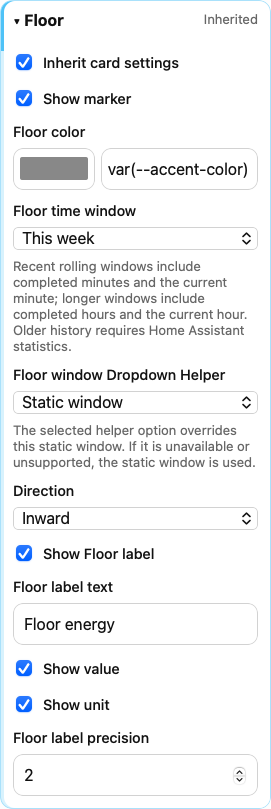 Floor
Inherited
Inherit card settings
Show marker
Floor color
var(--accent-color)
Floor time window
This week
Recent rolling windows include
completed minutes and the current
minute; longer windows include
completed hours and the current hour.
Older history requires Home Assistant
statistics.
Floor window Dropdown Helper
Static window
The selected helper option overrides
this static window. If it is unavailable or
unsupported, the static window is used.
Direction
Inward
Show Floor label
Floor label text
Floor energy
Show value
Show unit
Floor label precision
2